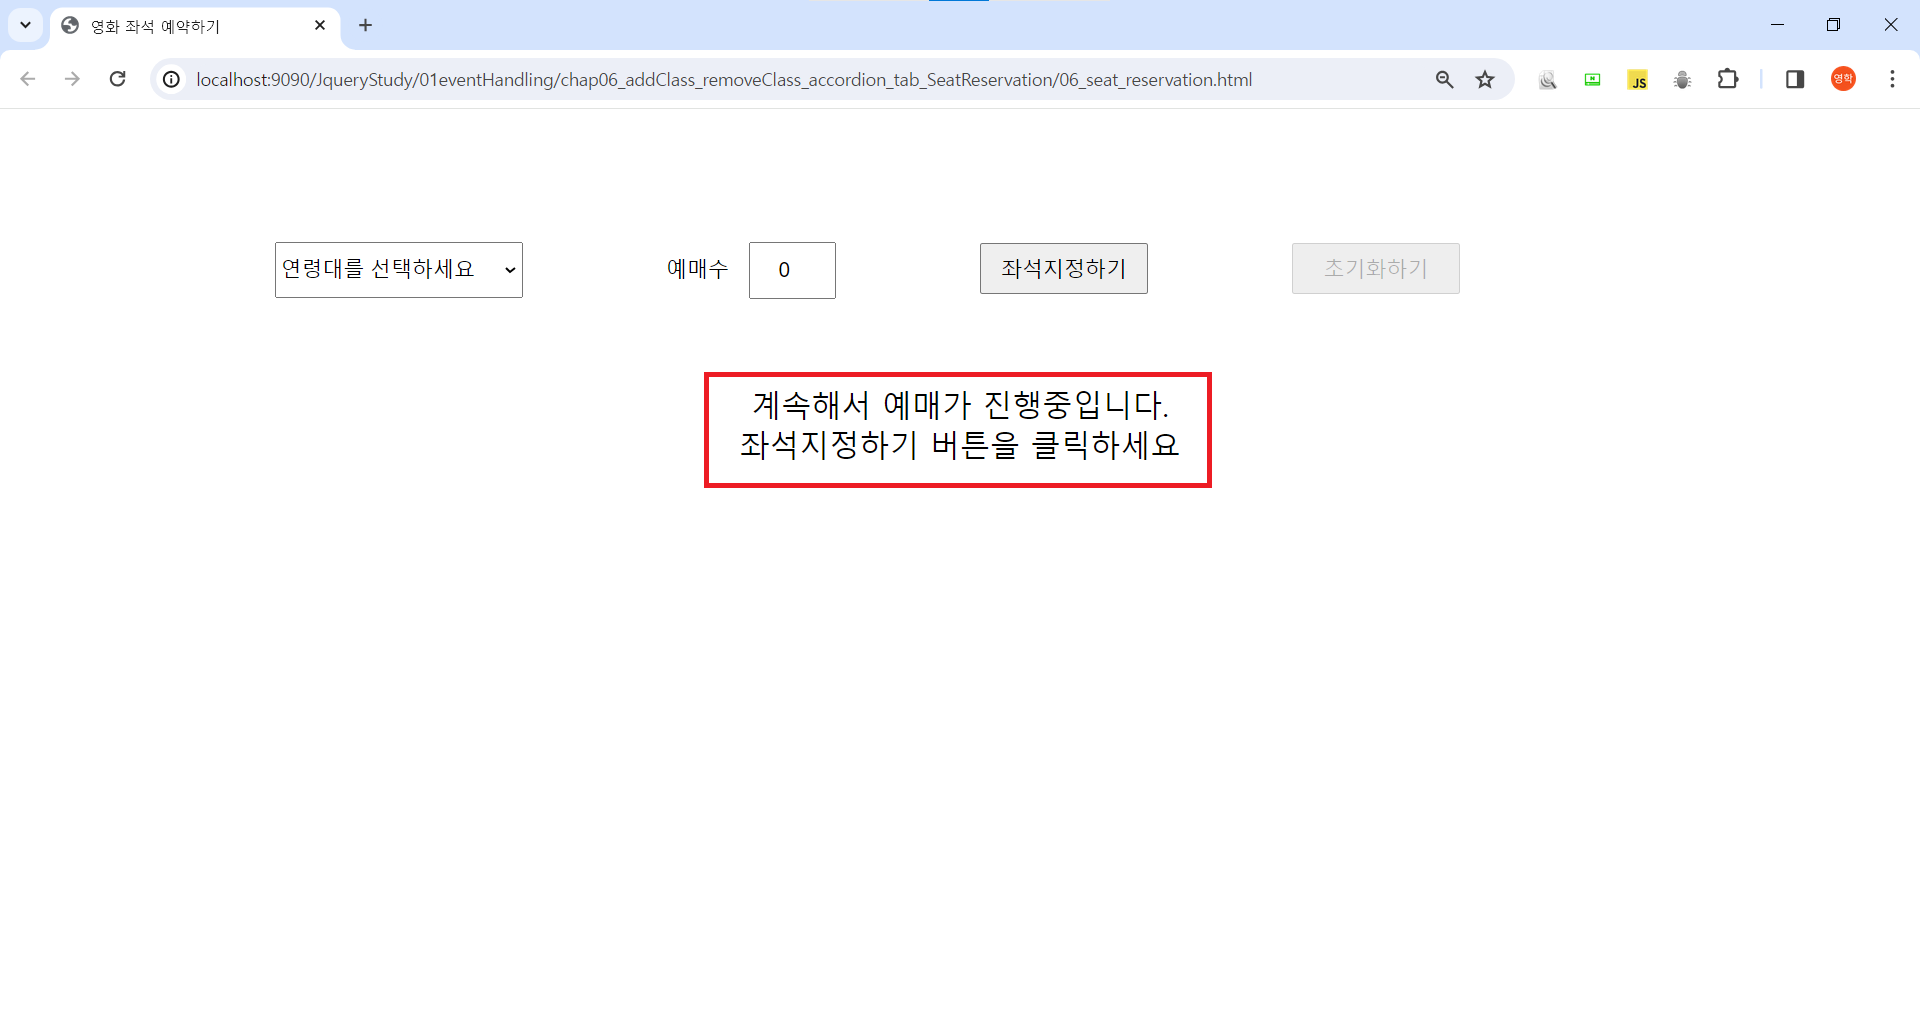 영화 좌석 예약하기
localhost:9090/JqueryStudy/01eventHandling/chap06_addClass_removeClass_accordion_tab_SeatReservation/06_seat_reservation.html
N
JS
영학
연령대를 선택하세요
예매수
0
좌석지정하기
초기화하기
계속해서 예매가 진행중입니다.
좌석지정하기 버튼을 클릭하세요